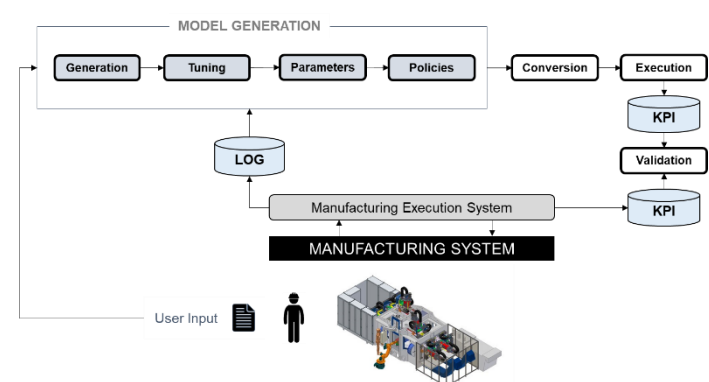 MODEL GENERATION
Generation
Tuning
Parameters
Policies
Conversion
Execution
KPI
LOG
Validation
Manufacturing Execution System
KPI
MANUFACTURING SYSTEM
User Input